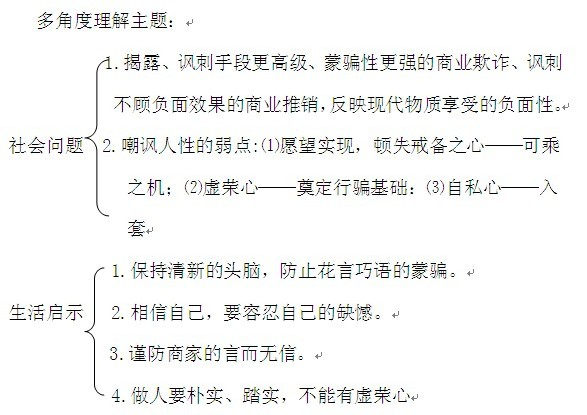 多角度理解主题：
1.揭露、讽刺手段更高级、蒙骗性更强的商业欺诈、讽刺
不顾负面效果的商业推销，反映现代物质享受的负面性。
社会问题
2.嘲讽人性的弱点:⑴愿望实现，顿失戒备之心——可乘
之机；⑵虚荣心——奠定行骗基础：⑶自私心——入
套
1.保持清新的头脑，防止花言巧语的蒙骗。
生活启示
2.相信自己，要容忍自己的缺憾。
3.谨防商家的言而无信。
4.做人要朴实、踏实，不能有虚荣心